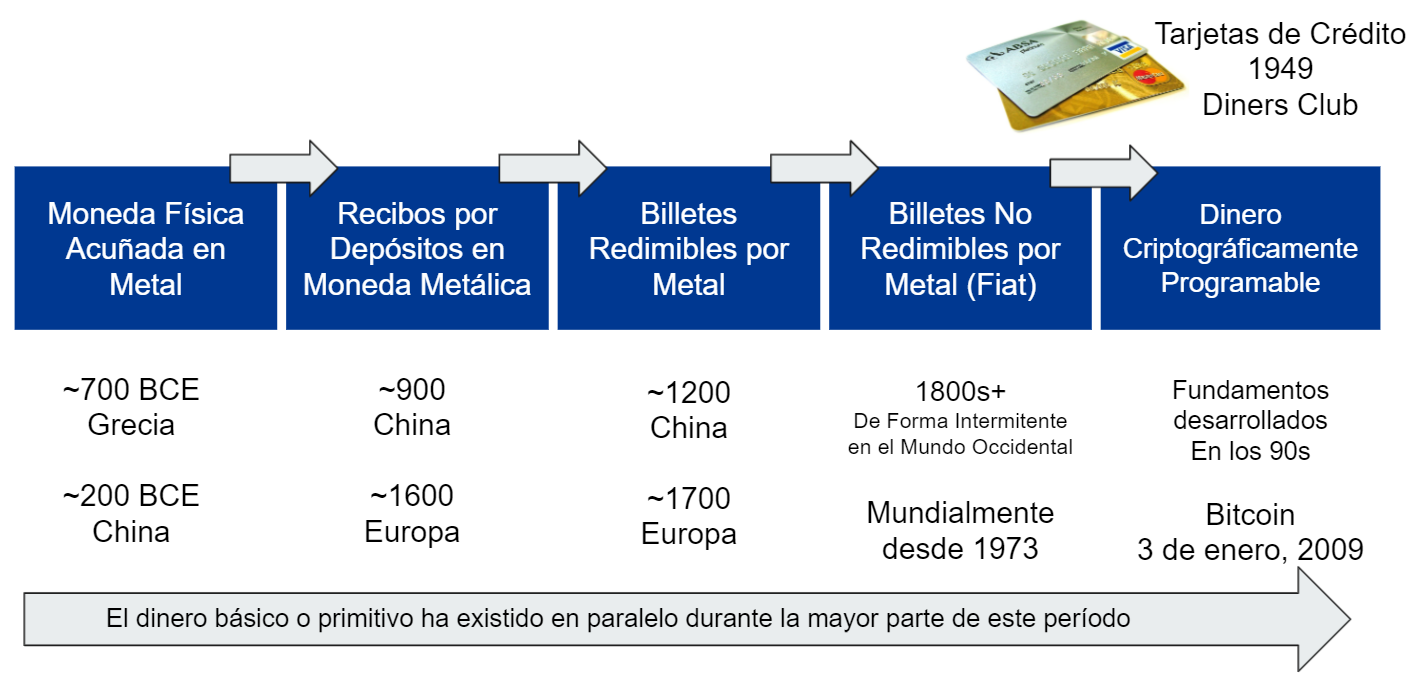 Tarjetas de Crédito
1949
Diners Club
ABSA
VISA
Moneda Física
Acuñada en
Metal
Recibos por
Depósitos en
Moneda Metálica
Billetes
Redimibles por
Metal
Billetes No
Redimibles por
Metal (Fiat)
Dinero
Criptográficamente
Programable
~700 BCE
Grecia
~200 BCE
China
~900
China
~1600
Europa
~1200
China
~1700
Europa
1800s+
De Forma Intermitente
en el Mundo Occidental
Mundialmente
desde 1973
Fundamentos
desarrollados
En los 90s
Bitcoin
3 de enero, 2009
El dinero básico o primitivo ha existido en paralelo durante la mayor parte de este período